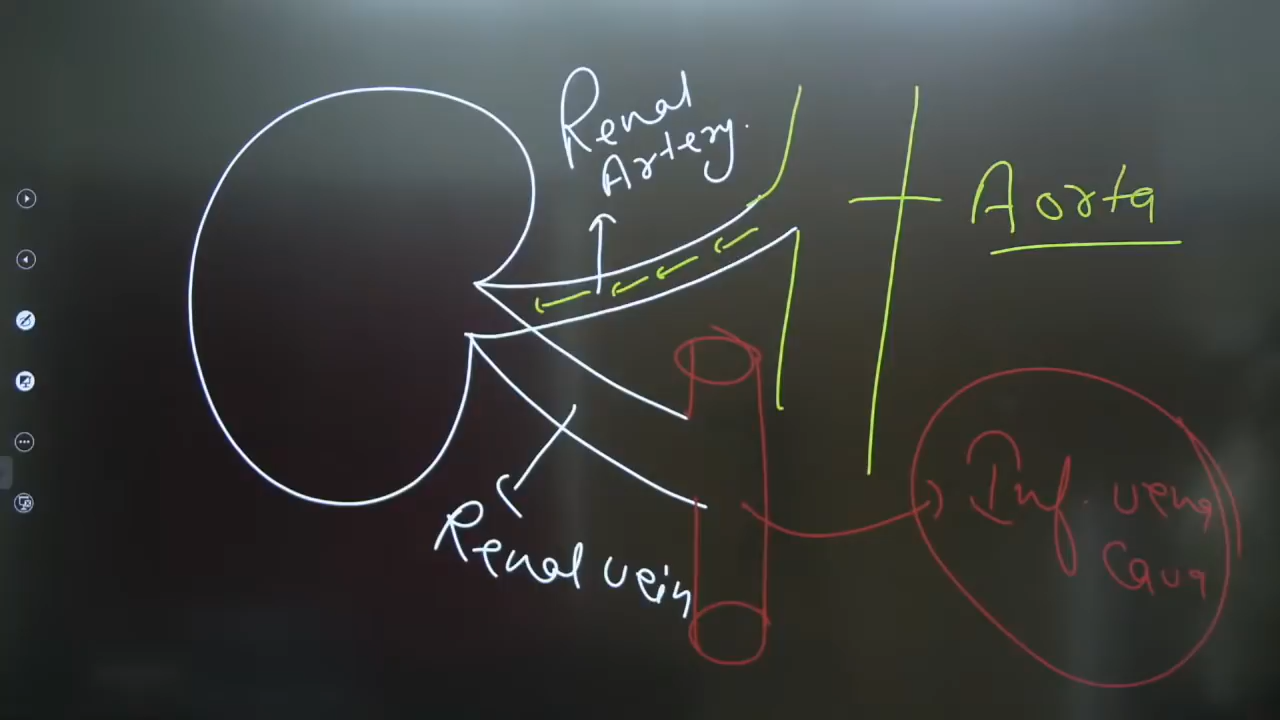 Renal
Artery.
Aorta
Inf. vena
Cava
Renal vein